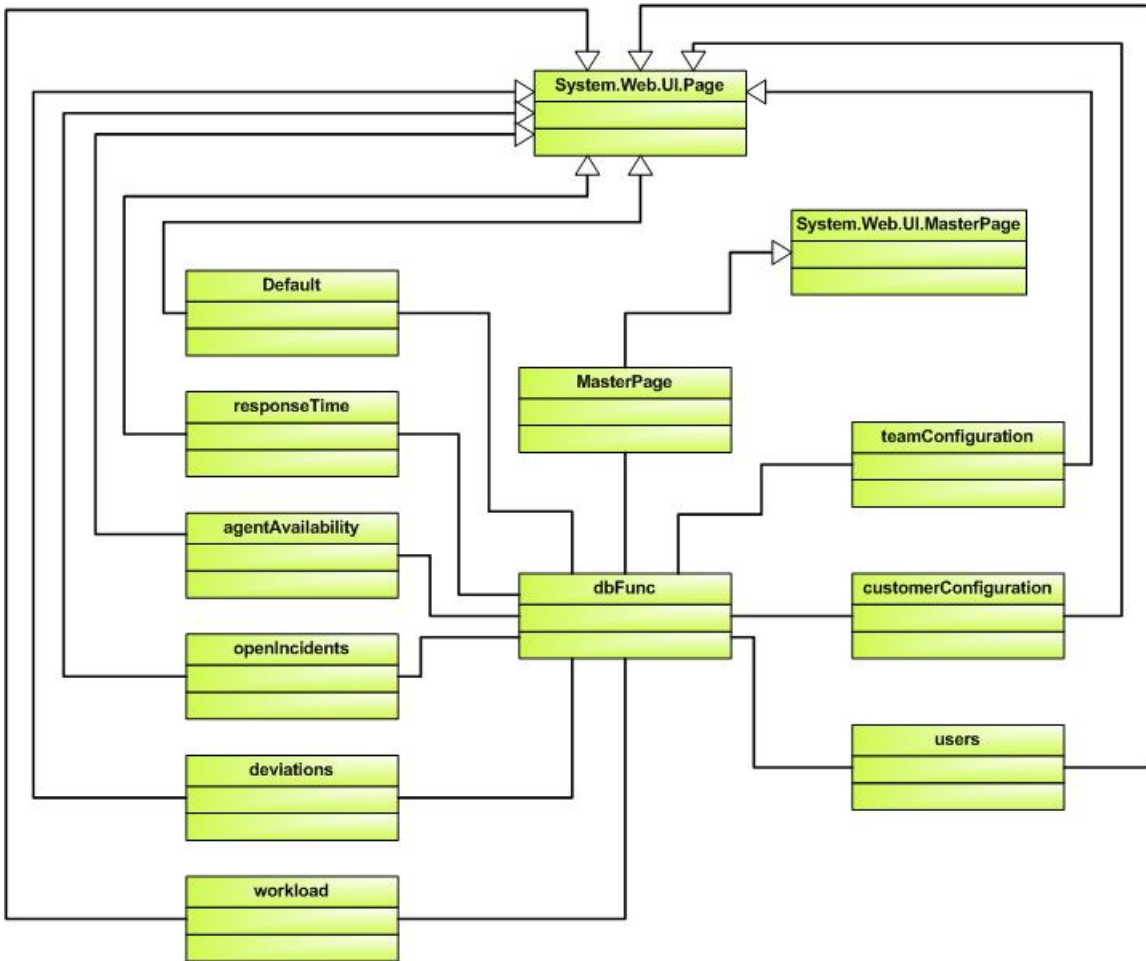 System.Web.UI.Page
System.Web.UI.MasterPage
Default
MasterPage
responseTime
teamConfiguration
agentAvailability
dbFunc
customerConfiguration
openIncidents
users
deviations
workload